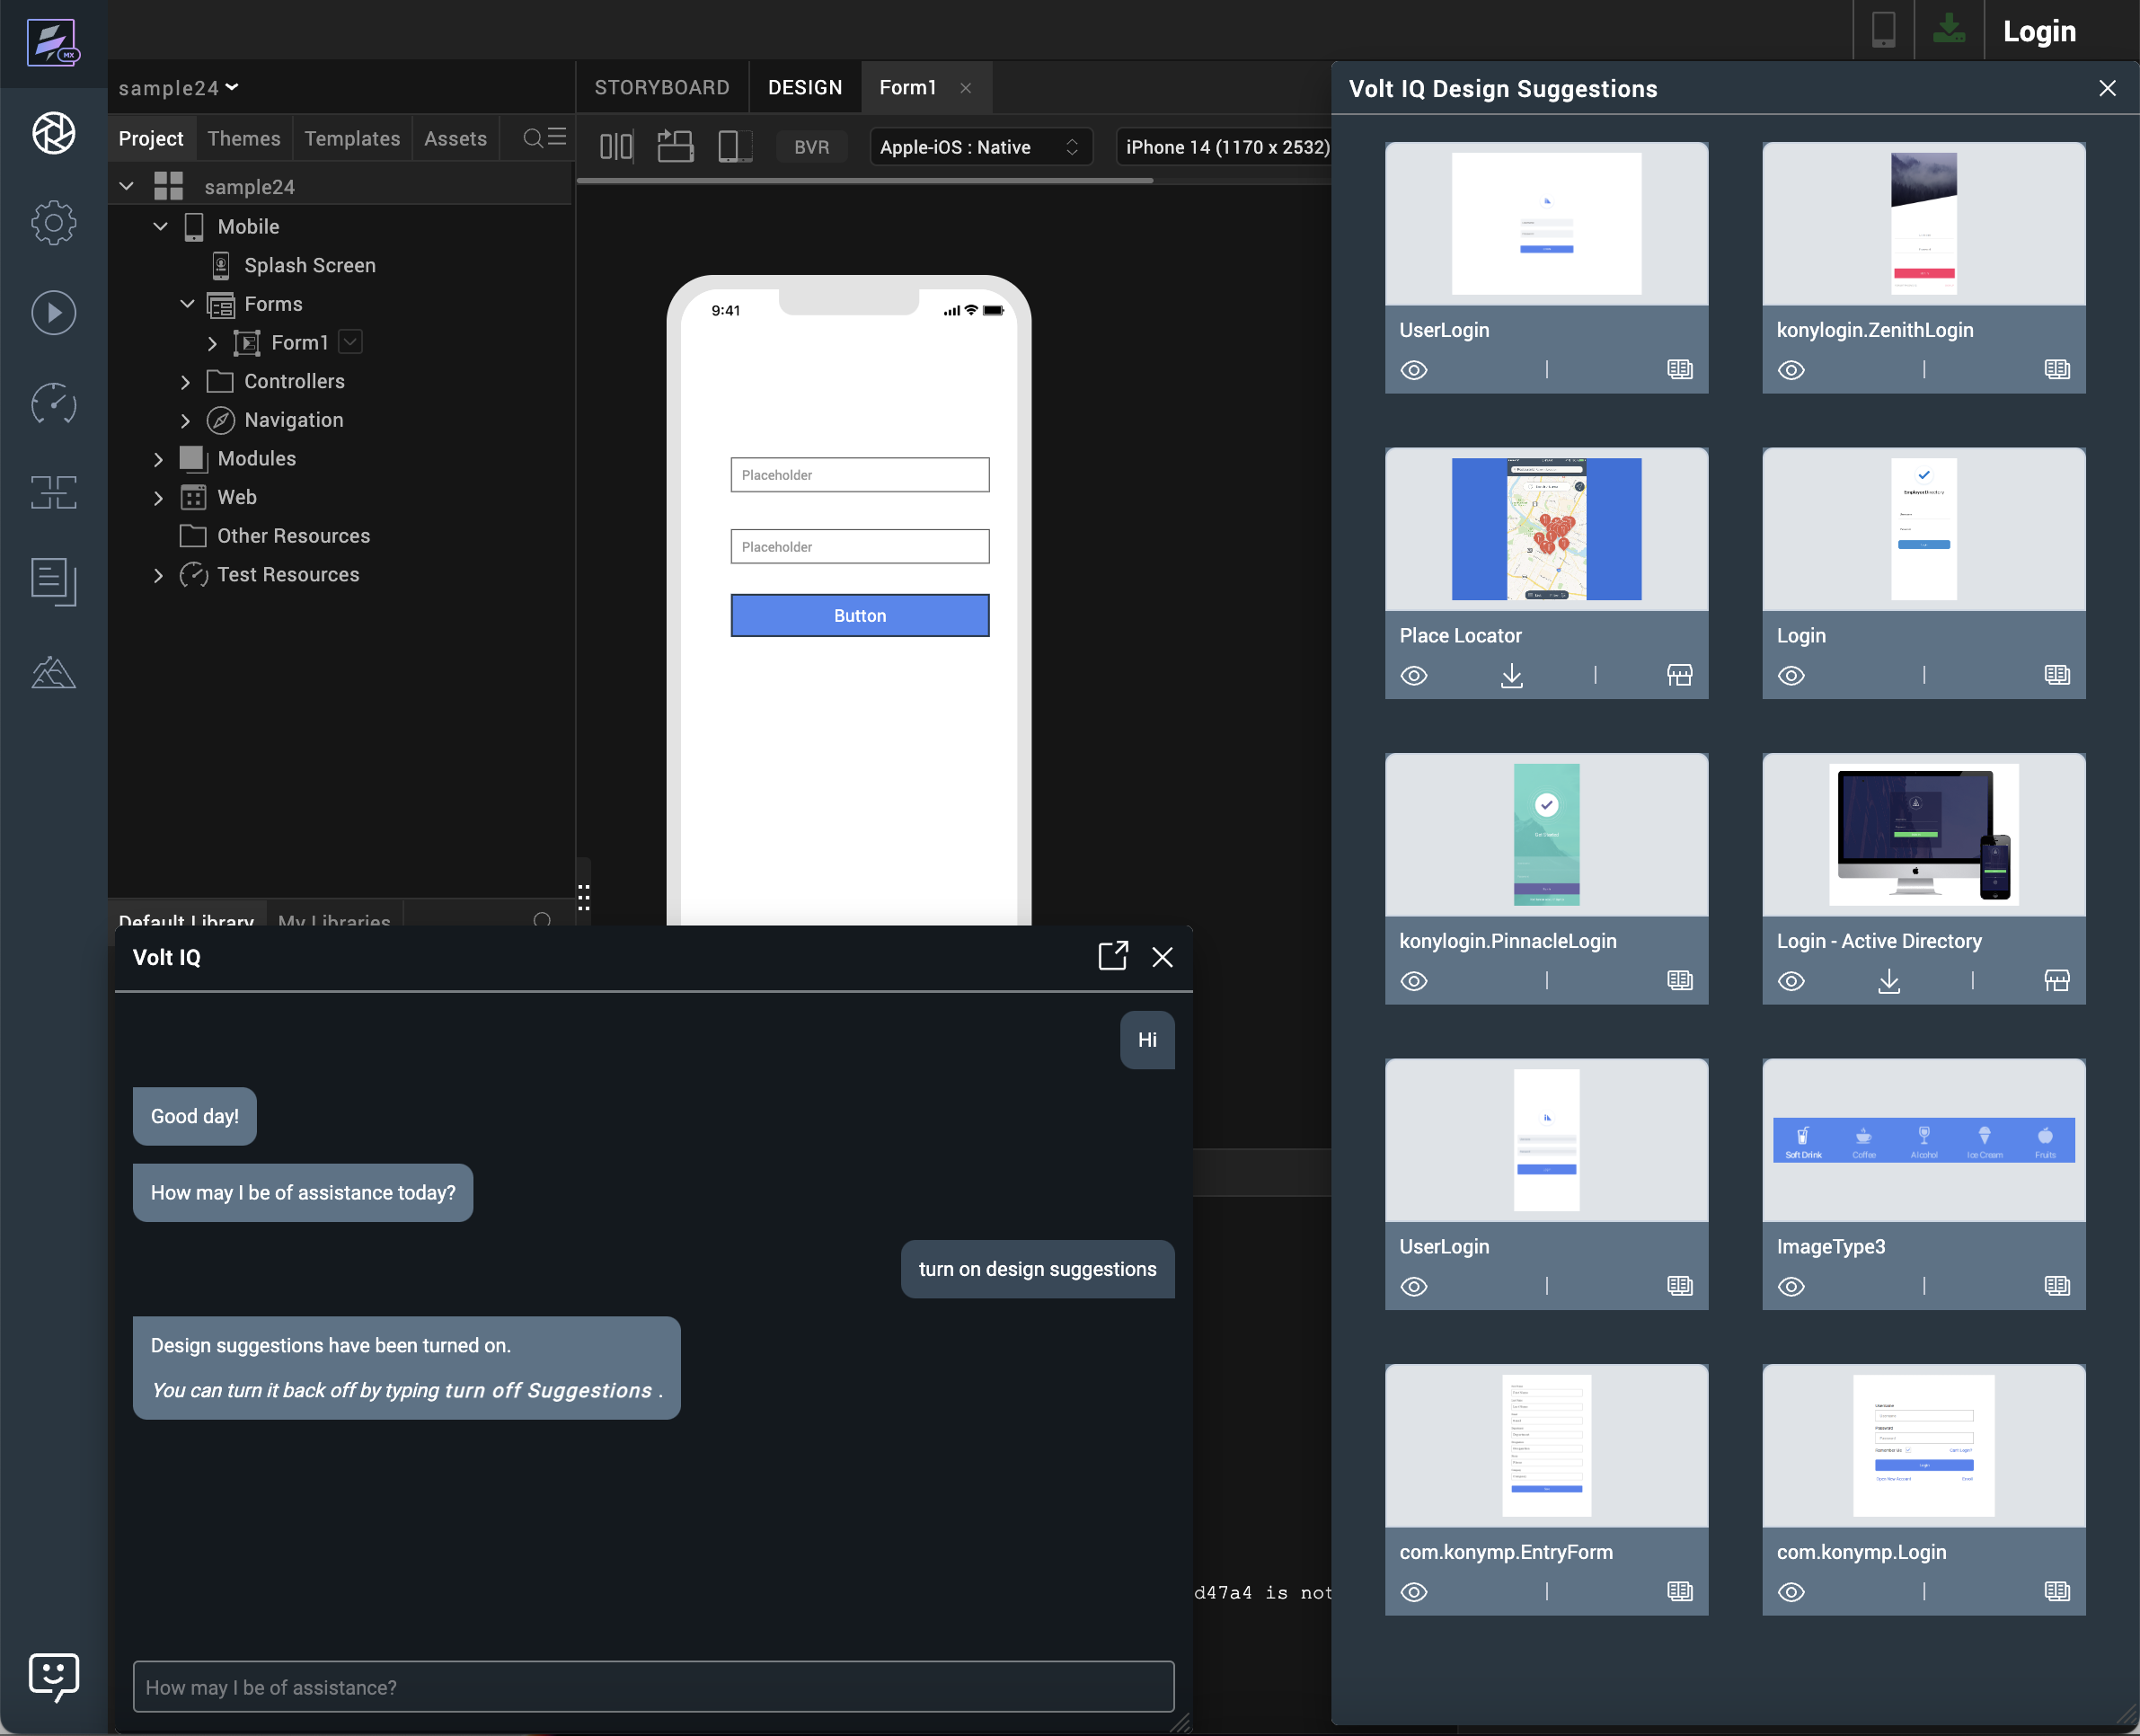 MX
Login
sample24
STORYBOARD
DESIGN
Form1
Volt IQ Design Suggestions
Project
Themes
Templates
Assets
BVR
Apple-iOS : Native
iPhone 14 (1170 x 2532)
sample24
Mobile
Splash Screen
Forms
Form1
Controllers
Navigation
Modules
Web
Other Resources
Test Resources
9:41
Placeholder
Placeholder
Button
UserLogin
konylogin.ZenithLogin
Place Locator
Login
konylogin.PinnacleLogin
Login - Active Directory
Soft Drink
Coffee
Alcohol
Ice Cream
Fruits
UserLogin
ImageType3
Username
Password
Login
com.konymp.EntryForm
com.konymp.Login
Default Library
My Libraries
Volt IQ
Hi
Good day!
How may I be of assistance today?
turn on design suggestions
Design suggestions have been turned on.
You can turn it back off by typing turn off Suggestions .
How may I be of assistance?
d47a4 is not